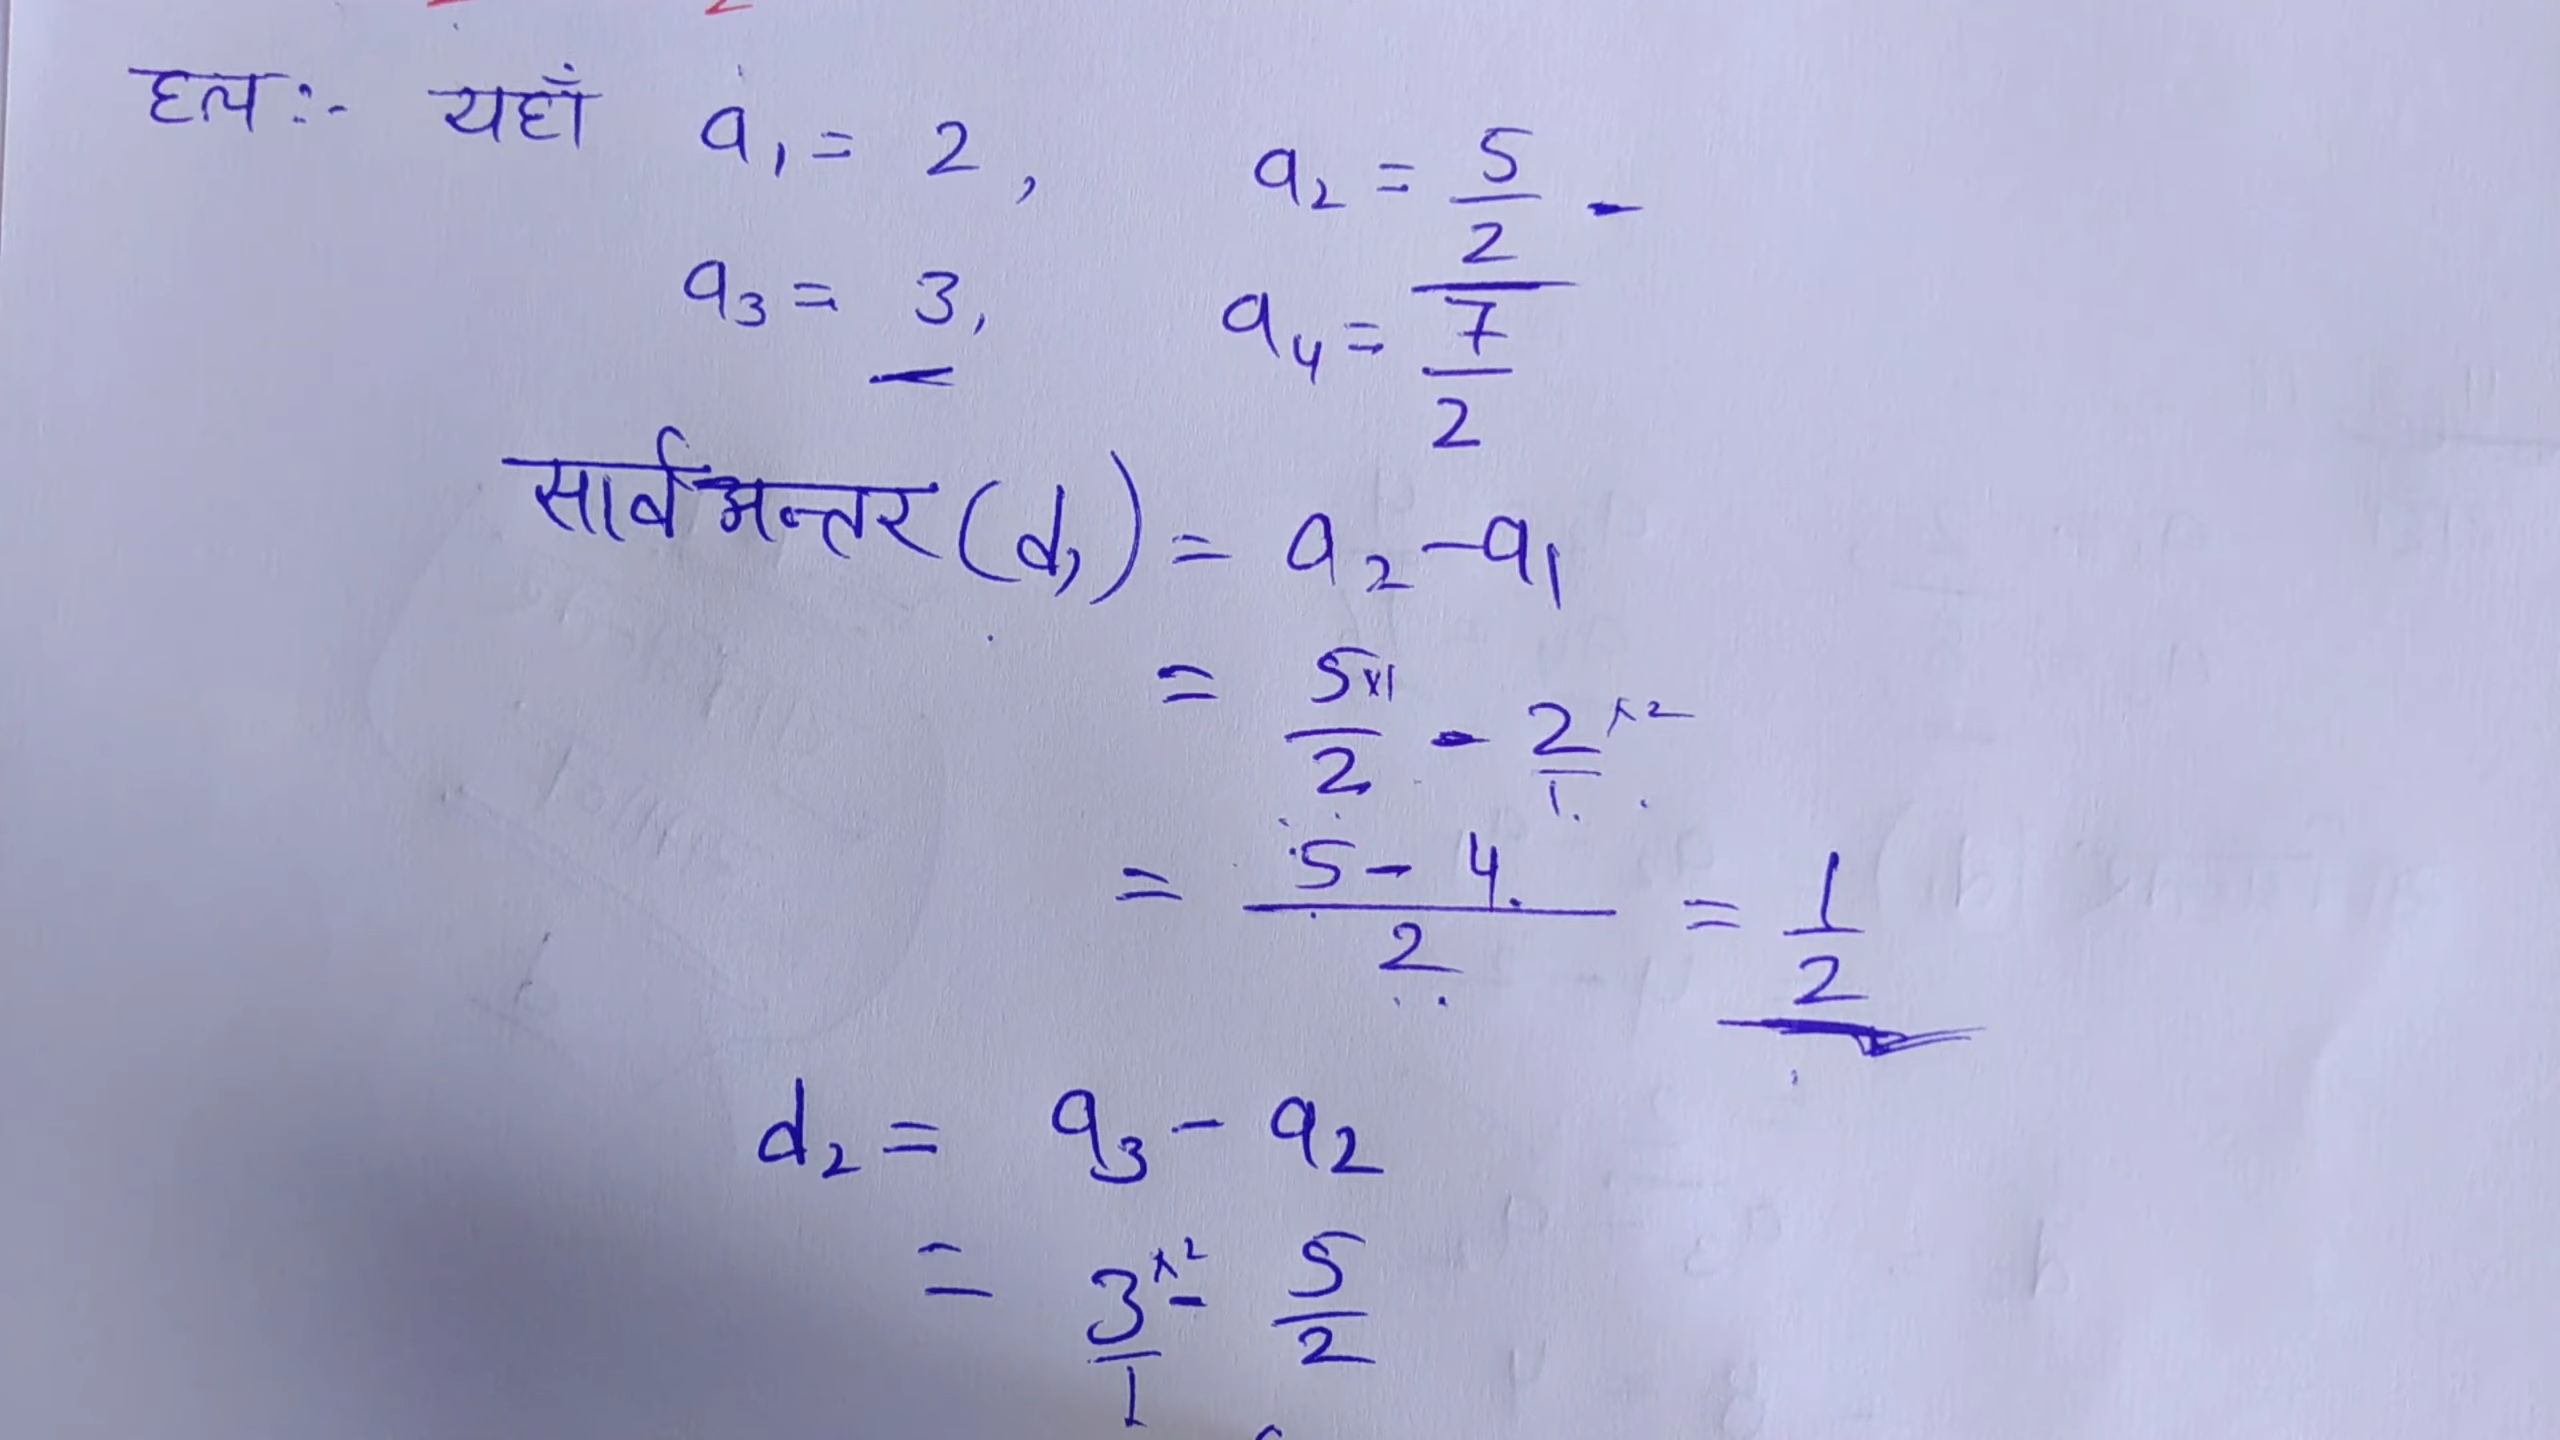 हल :- यहाँ a₁ = 2, a₂ = 5/2
a₃ = 3, a₄ = 7/2
सार्वअन्तर (d₁) = a₂ - a₁
= 5×1/2 - 2×2/1
= 5 - 4/2 = 1/2
d₂ = a₃ - a₂
= 3×2/1 - 5/2